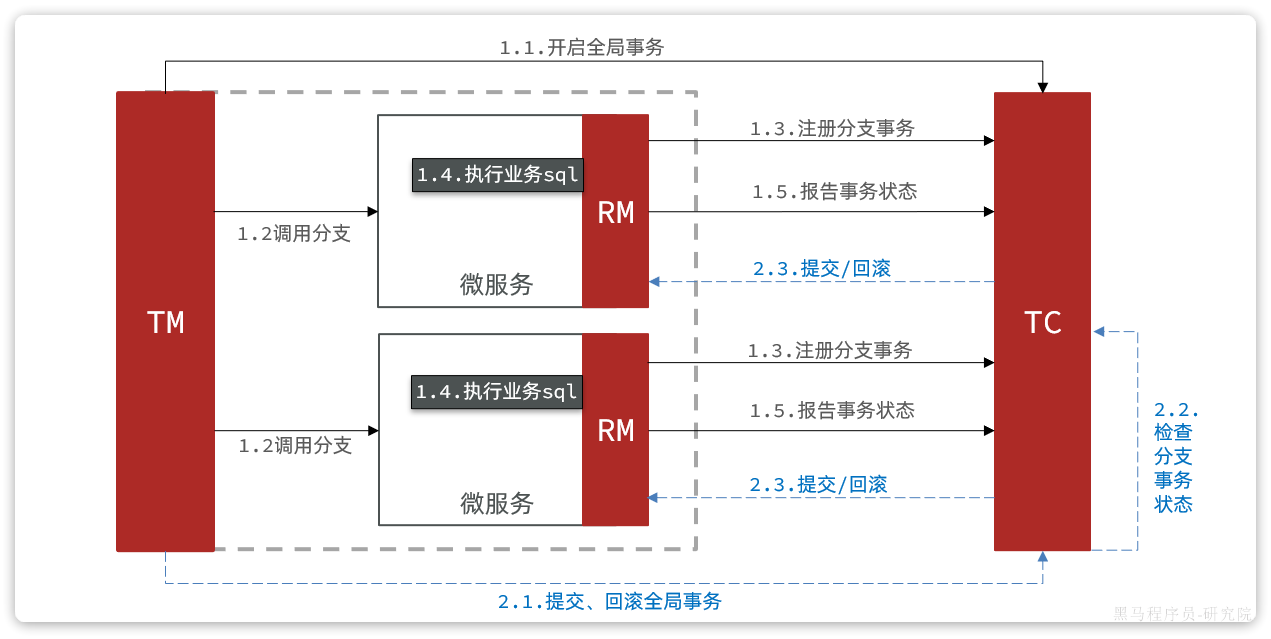 1.1.开启全局事务
1.3.注册分支事务
1.4.执行业务sql
1.5.报告事务状态
RM
1.2调用分支
2.3.提交/回滚
微服务
TM
TC
1.3.注册分支事务
1.4.执行业务sql
1.5.报告事务状态
RM
1.2调用分支
2.2.
检查
分支
事务
状态
2.3.提交/回滚
微服务
2.1.提交、回滚全局事务
黑马程序员-研究院